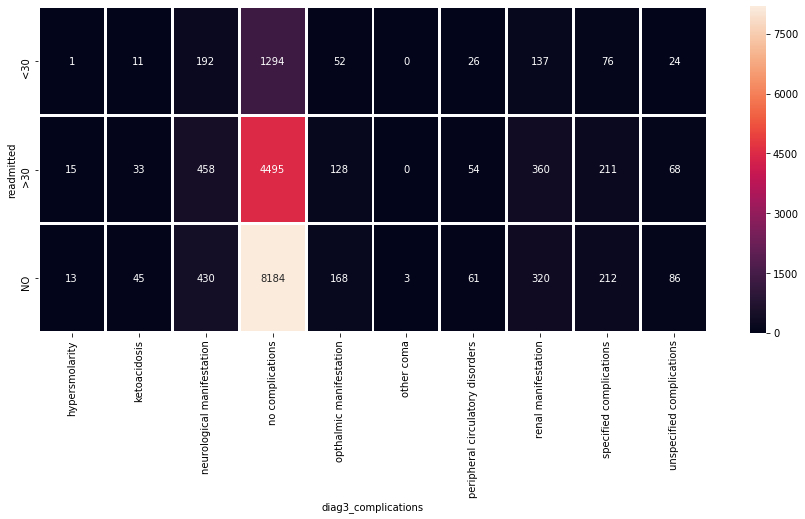 <30
1 11 192 1294 52 0 26 137 76 24
readmitted
>30
15 33 458 4495 128 0 54 360 211 68
NO
13 45 430 8184 168 3 61 320 212 86
hypersmolarity
ketoacidosis
neurological manifestation
no complications
opthalmic manifestation
other coma
peripheral circulatory disorders
renal manifestation
specified complications
unspecified complications
diag3_complications
7500
6000
4500
3000
1500
0